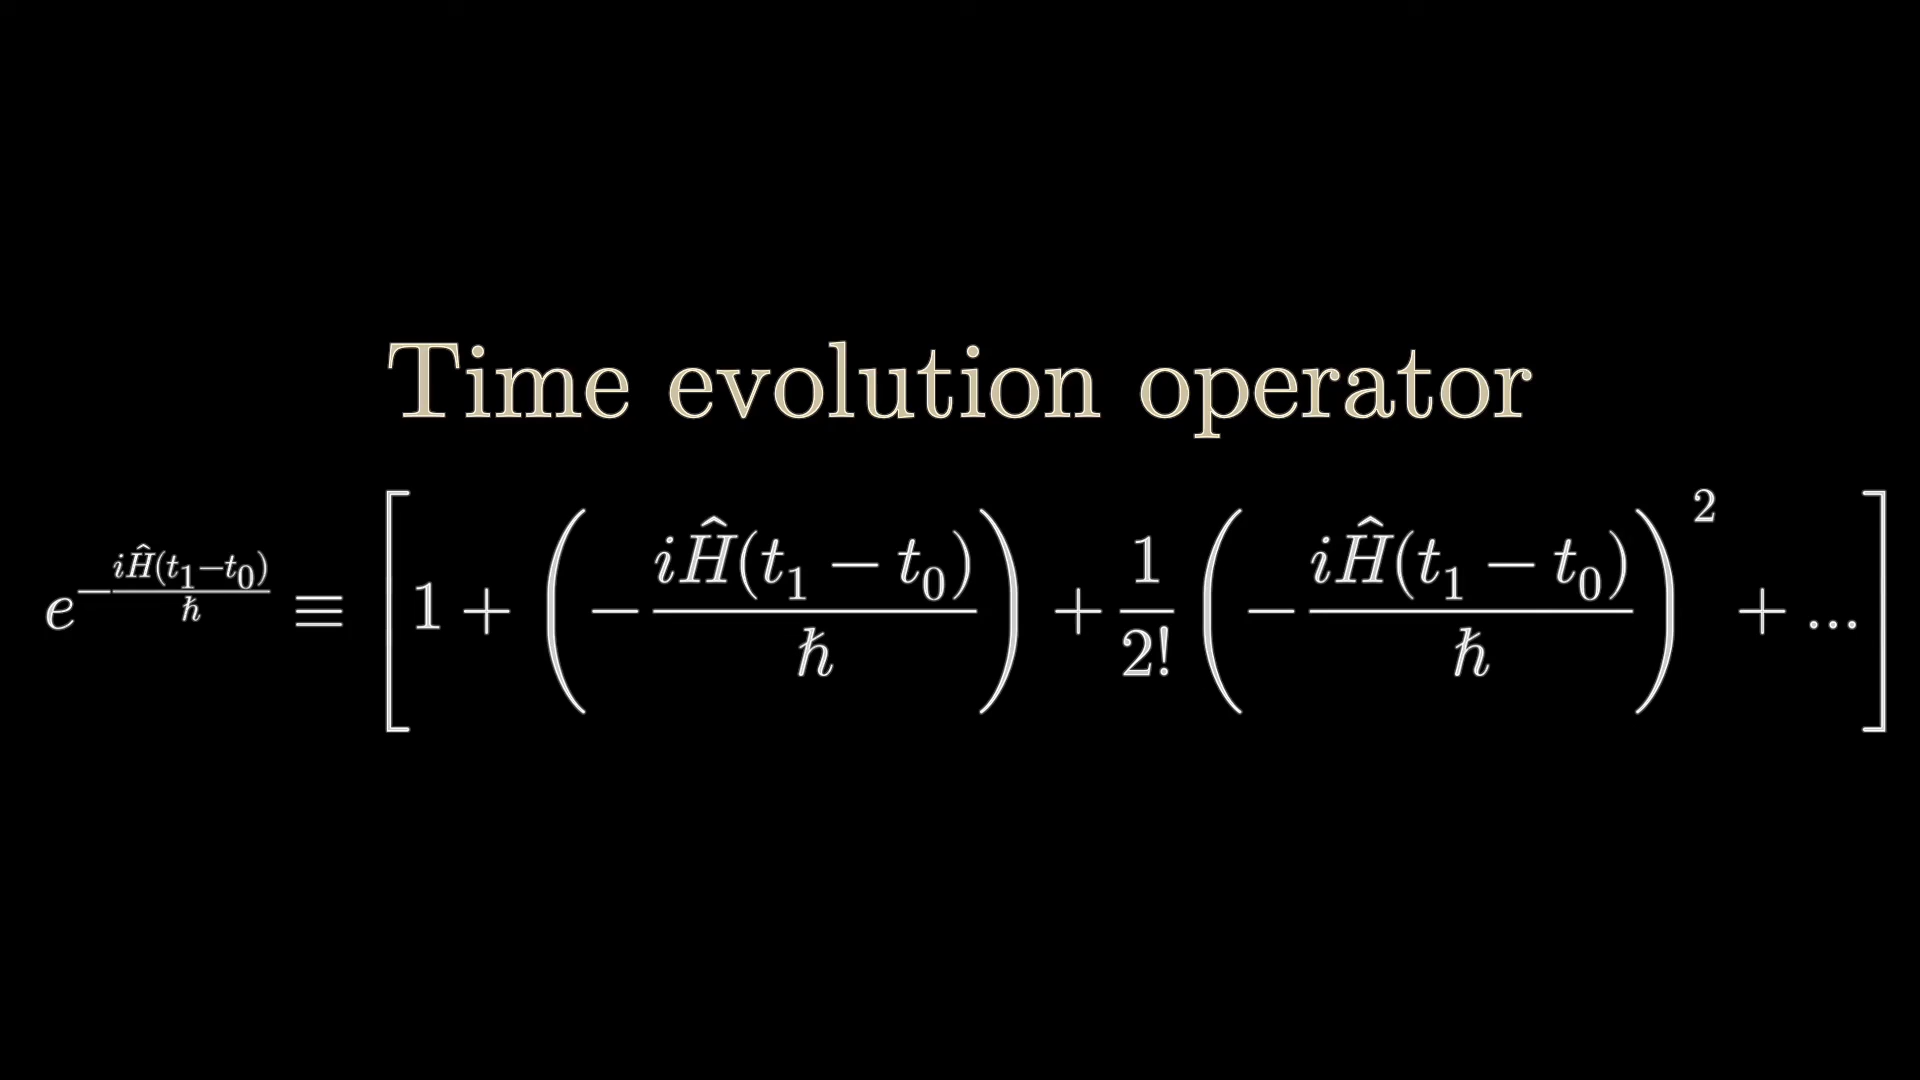 Time evolution operator
e^{-\frac{i\hat{H}(t_1-t_0)}{\hbar}} ≡ \left[ 1 + \left( -\frac{i\hat{H}(t_1-t_0)}{\hbar} \right) + \frac{1}{2!} \left( -\frac{i\hat{H}(t_1-t_0)}{\hbar} \right)^2 + ... \right]